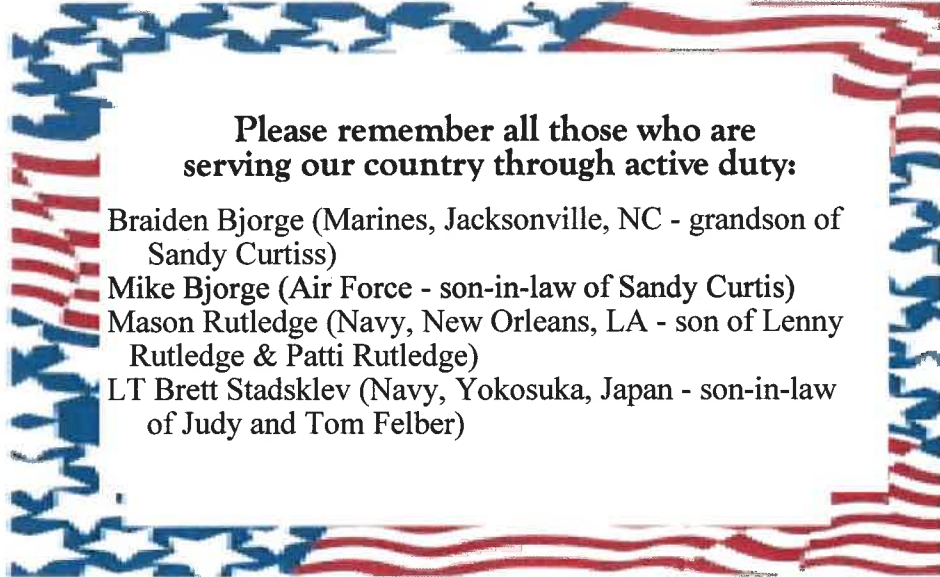 Please remember all those who are
serving our country through active duty:
Braiden Bjorge (Marines, Jacksonville, NC - grandson of
Sandy Curtiss)
Mike Bjorge (Air Force - son-in-law of Sandy Curtis)
Mason Rutledge (Navy, New Orleans, LA - son of Lenny
Rutledge & Patti Rutledge)
LT Brett Stadsklev (Navy, Yokosuka, Japan - son-in-law
of Judy and Tom Felber)